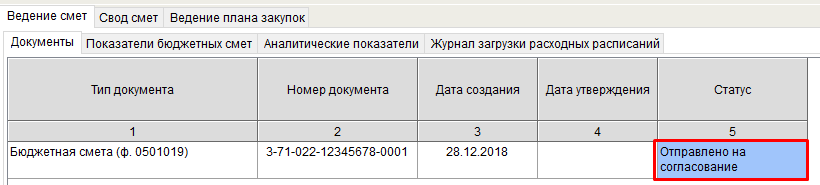 Ведение смет Свод смет Ведение плана закупок
Документы Показатели бюджетных смет Аналитические показатели Журнал загрузки расходных расписаний
Тип документа Номер документа Дата создания Дата утверждения Статус
1 2 3 4 5
Бюджетная смета (ф. 0501019) 3-71-022-12345678-0001 28.12.2018 Отправлено на
согласование